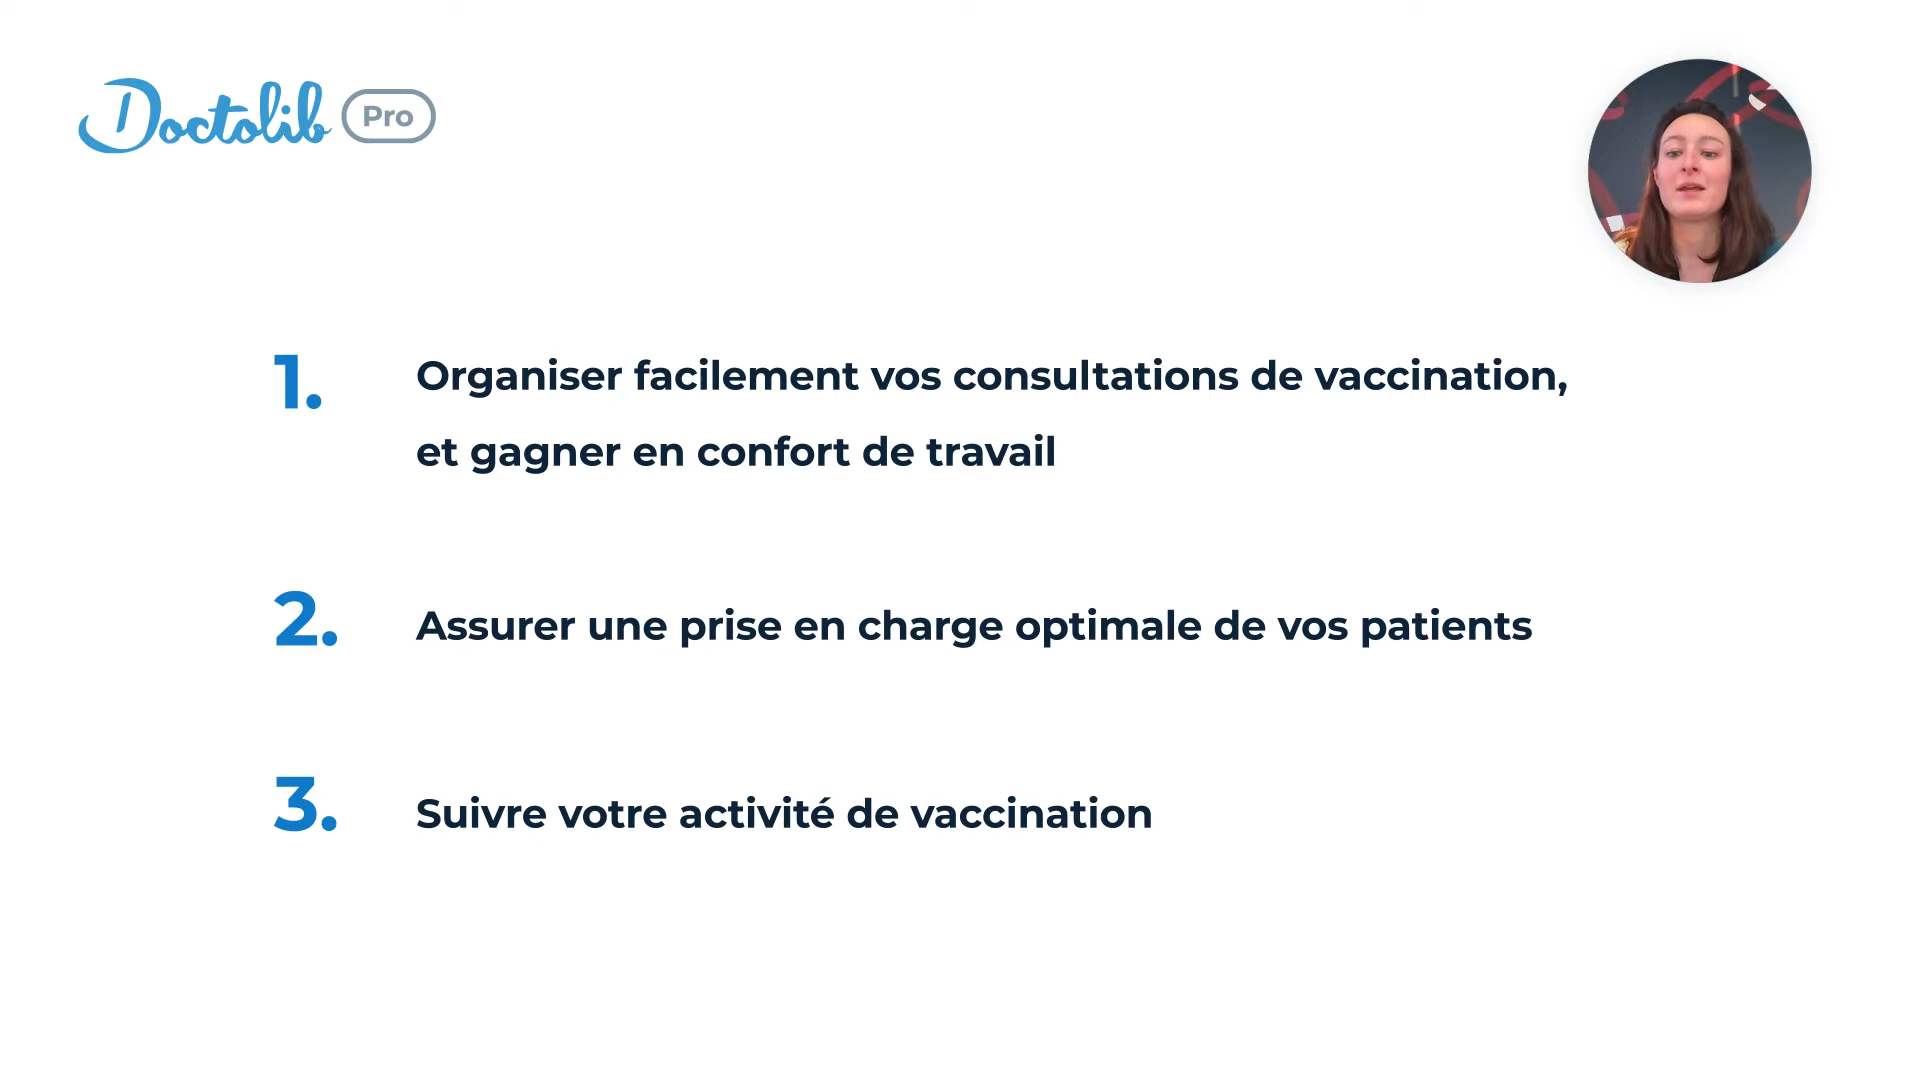 Doctolib Pro
1. Organiser facilement vos consultations de vaccination,
et gagner en confort de travail
2. Assurer une prise en charge optimale de vos patients
3. Suivre votre activité de vaccination